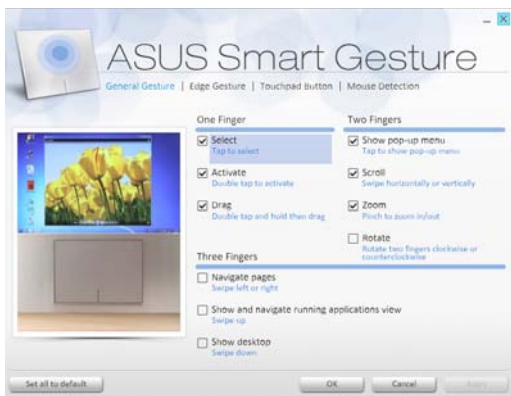 ASUS Smart Gesture
General Gesture | Edge Gesture | Touchpad Button | Mouse Detection
One Finger
Select
Tap to select
Activate
Double tap to activate
Drag
Double tap and hold then drag
Two Fingers
Show pop-up menu
Tap to show pop-up menu
Scroll
Swipe horizontally or vertically
Zoom
Pinch to zoom in/out
Rotate
Rotate two fingers clockwise or
counterclockwise
Three Fingers
Navigate pages
Swipe left or right
Show and navigate running applications view
Swipe up
Show desktop
Swipe down
Set all to default
OK
Cancel
Apply